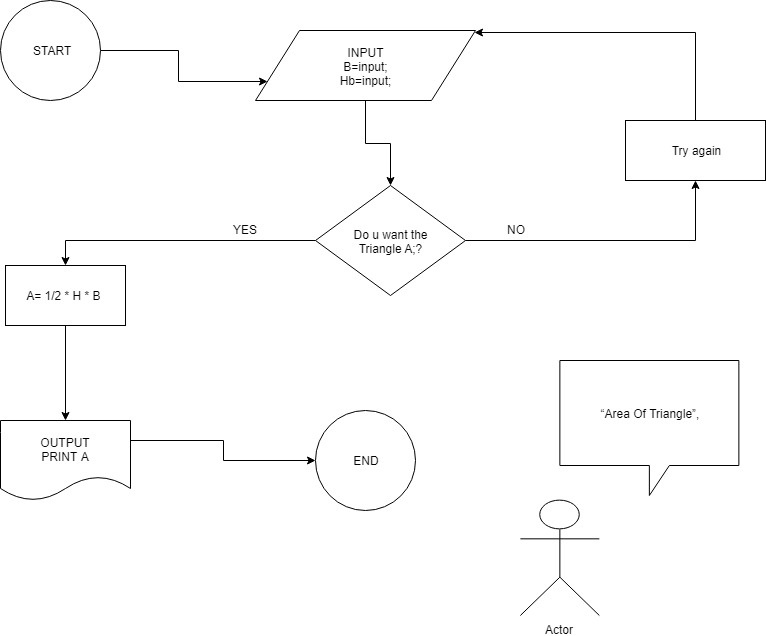 START
INPUT
B=input;
Hb=input;
Try again
YES
NO
Do u want the
Triangle A;?
A= 1/2 * H * B
“Area Of Triangle”,
OUTPUT
PRINT A
END
Actor